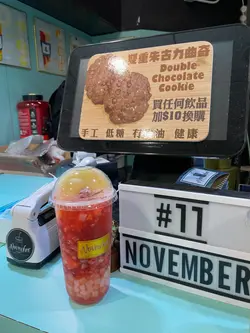 雙重朱古力曲奇
Double
Chocolate
Cookie
買任何飲品
加$10換購
手工 低糖 有 油 健康
#11
NOVEMBER